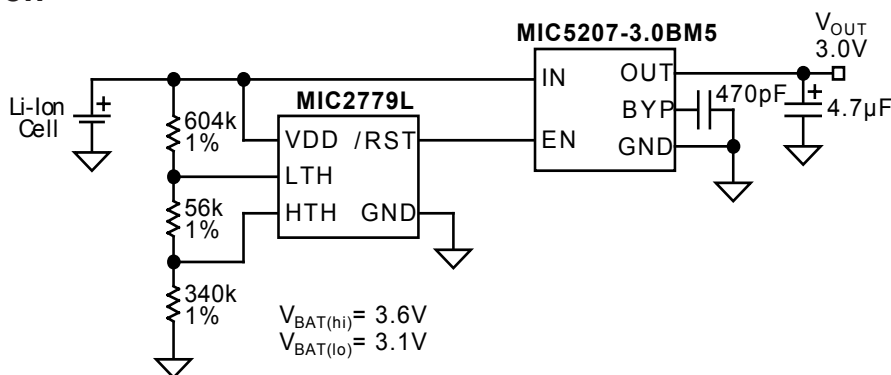 MIC5207-3.0BM5
V_OUT
3.0V
Li-Ion
Cell
+
604k
1%
56k
1%
340k
1%
MIC2779L
VDD
/RST
LTH
HTH
GND
IN
OUT
BYP
EN
GND
470pF
+
4.7µF
V_BAT(hi)= 3.6V
V_BAT(lo)= 3.1V